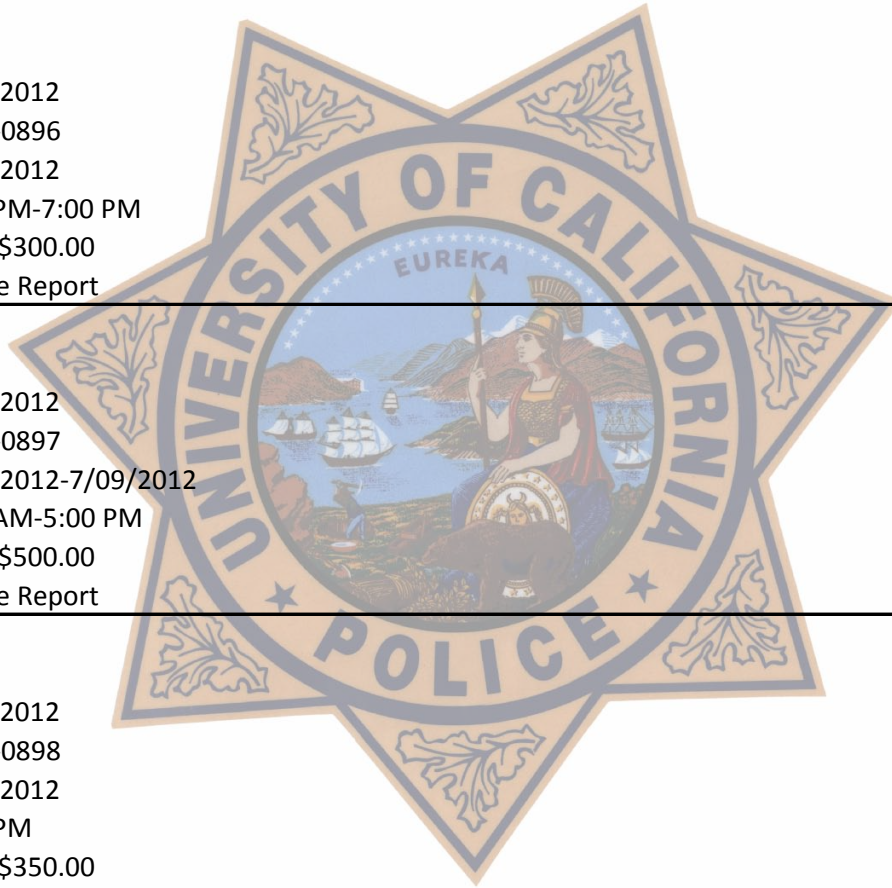 2012
0896
2012
PM-7:00 PM
$300.00
e Report
2012
0897
2012-7/09/2012
AM-5:00 PM
$500.00
e Report
2012
0898
2012
PM
$350.00
UNIVERSITY OF CALIFORNIA
EUREKA
POLICE